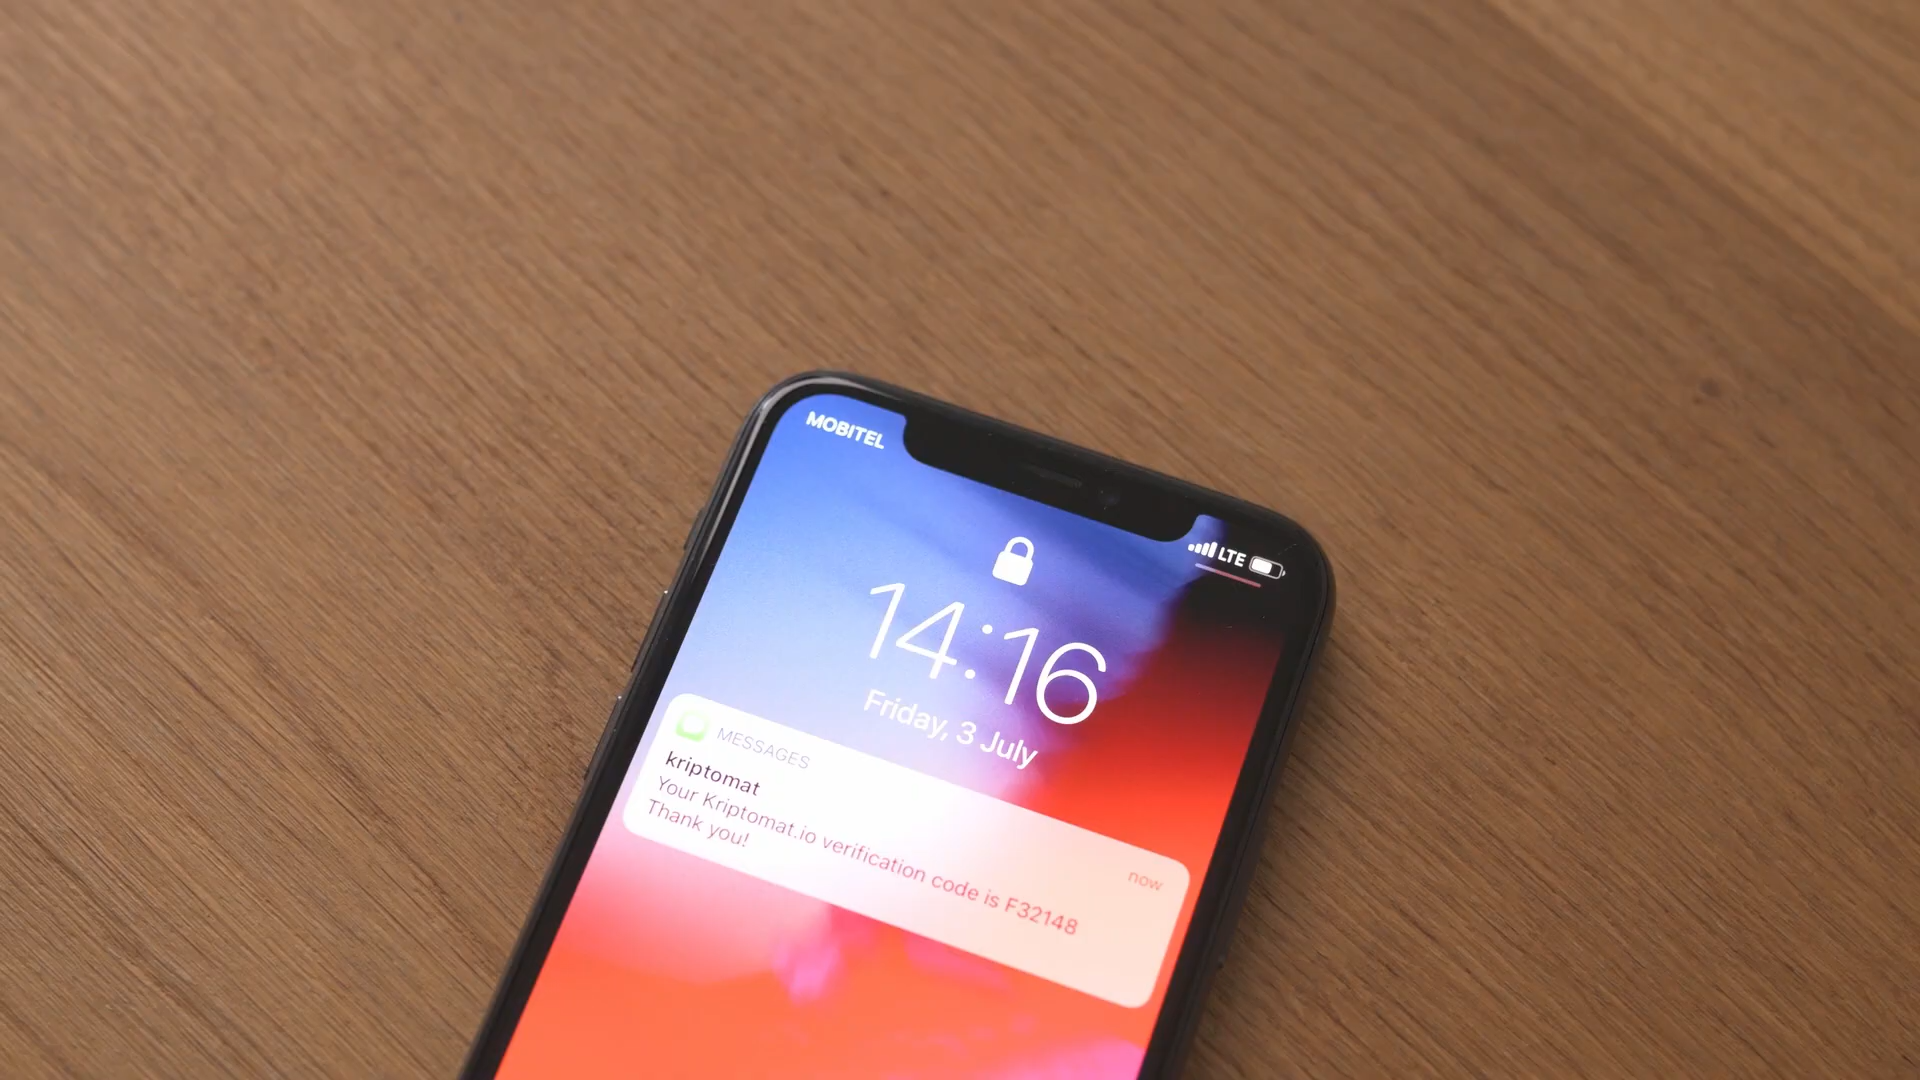 MOBITEL
LTE
14:16
Friday, 3 July
MESSAGES
now
kriptomat
Your Kriptomat.io verification code is F32148
Thank you!